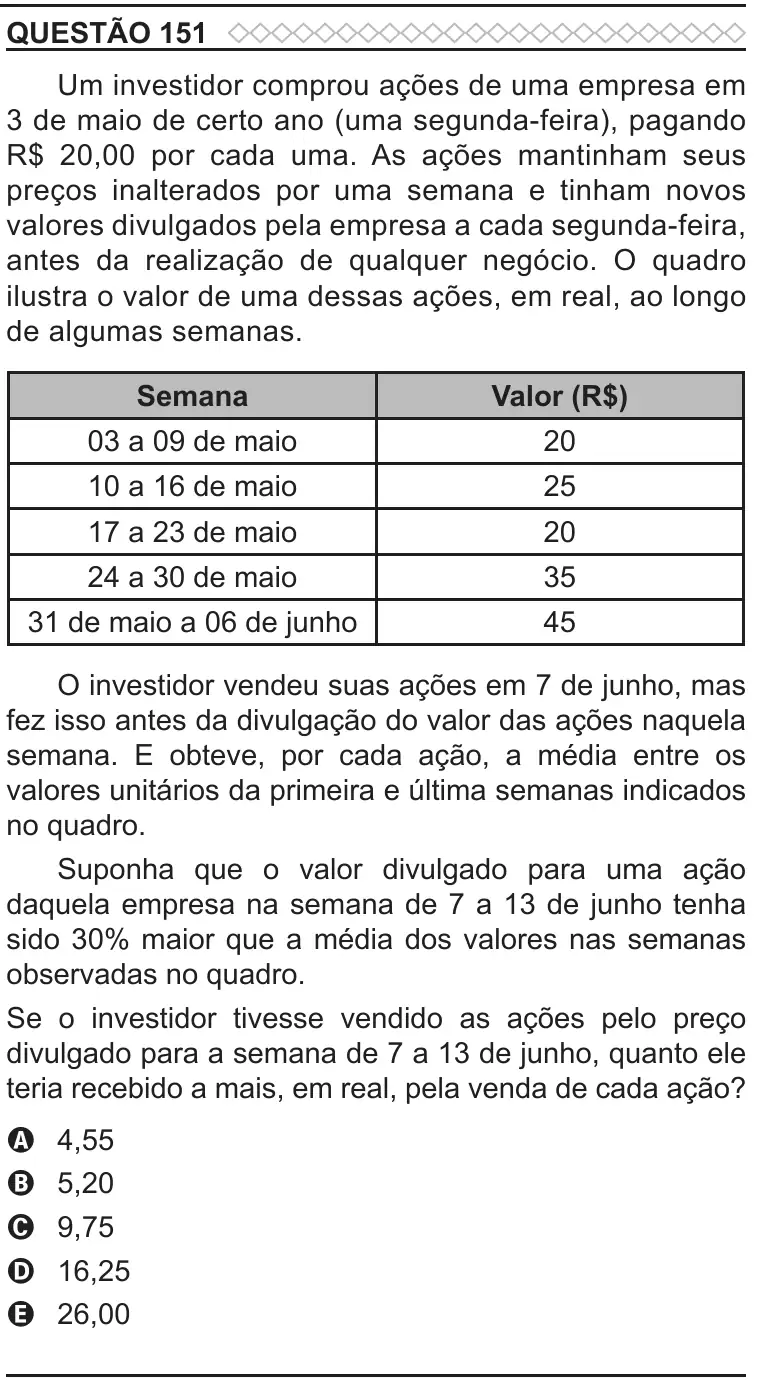 QUESTÃO 151
Um investidor comprou ações de uma empresa em
3 de maio de certo ano (uma segunda-feira), pagando
R$ 20,00 por cada uma. As ações mantinham seus
preços inalterados por uma semana e tinham novos
valores divulgados pela empresa a cada segunda-feira,
antes da realização de qualquer negócio. O quadro
ilustra o valor de uma dessas ações, em real, ao longo
de algumas semanas.
Semana Valor (R$)
03 a 09 de maio 20
10 a 16 de maio 25
17 a 23 de maio 20
24 a 30 de maio 35
31 de maio a 06 de junho 45
O investidor vendeu suas ações em 7 de junho, mas
fez isso antes da divulgação do valor das ações naquela
semana. E obteve, por cada ação, a média entre os
valores unitários da primeira e última semanas indicados
no quadro.
Suponha que o valor divulgado para uma ação
daquela empresa na semana de 7 a 13 de junho tenha
sido 30% maior que a média dos valores nas semanas
observadas no quadro.
Se o investidor tivesse vendido as ações pelo preço
divulgado para a semana de 7 a 13 de junho, quanto ele
teria recebido a mais, em real, pela venda de cada ação?
A 4,55
B 5,20
C 9,75
D 16,25
E 26,00